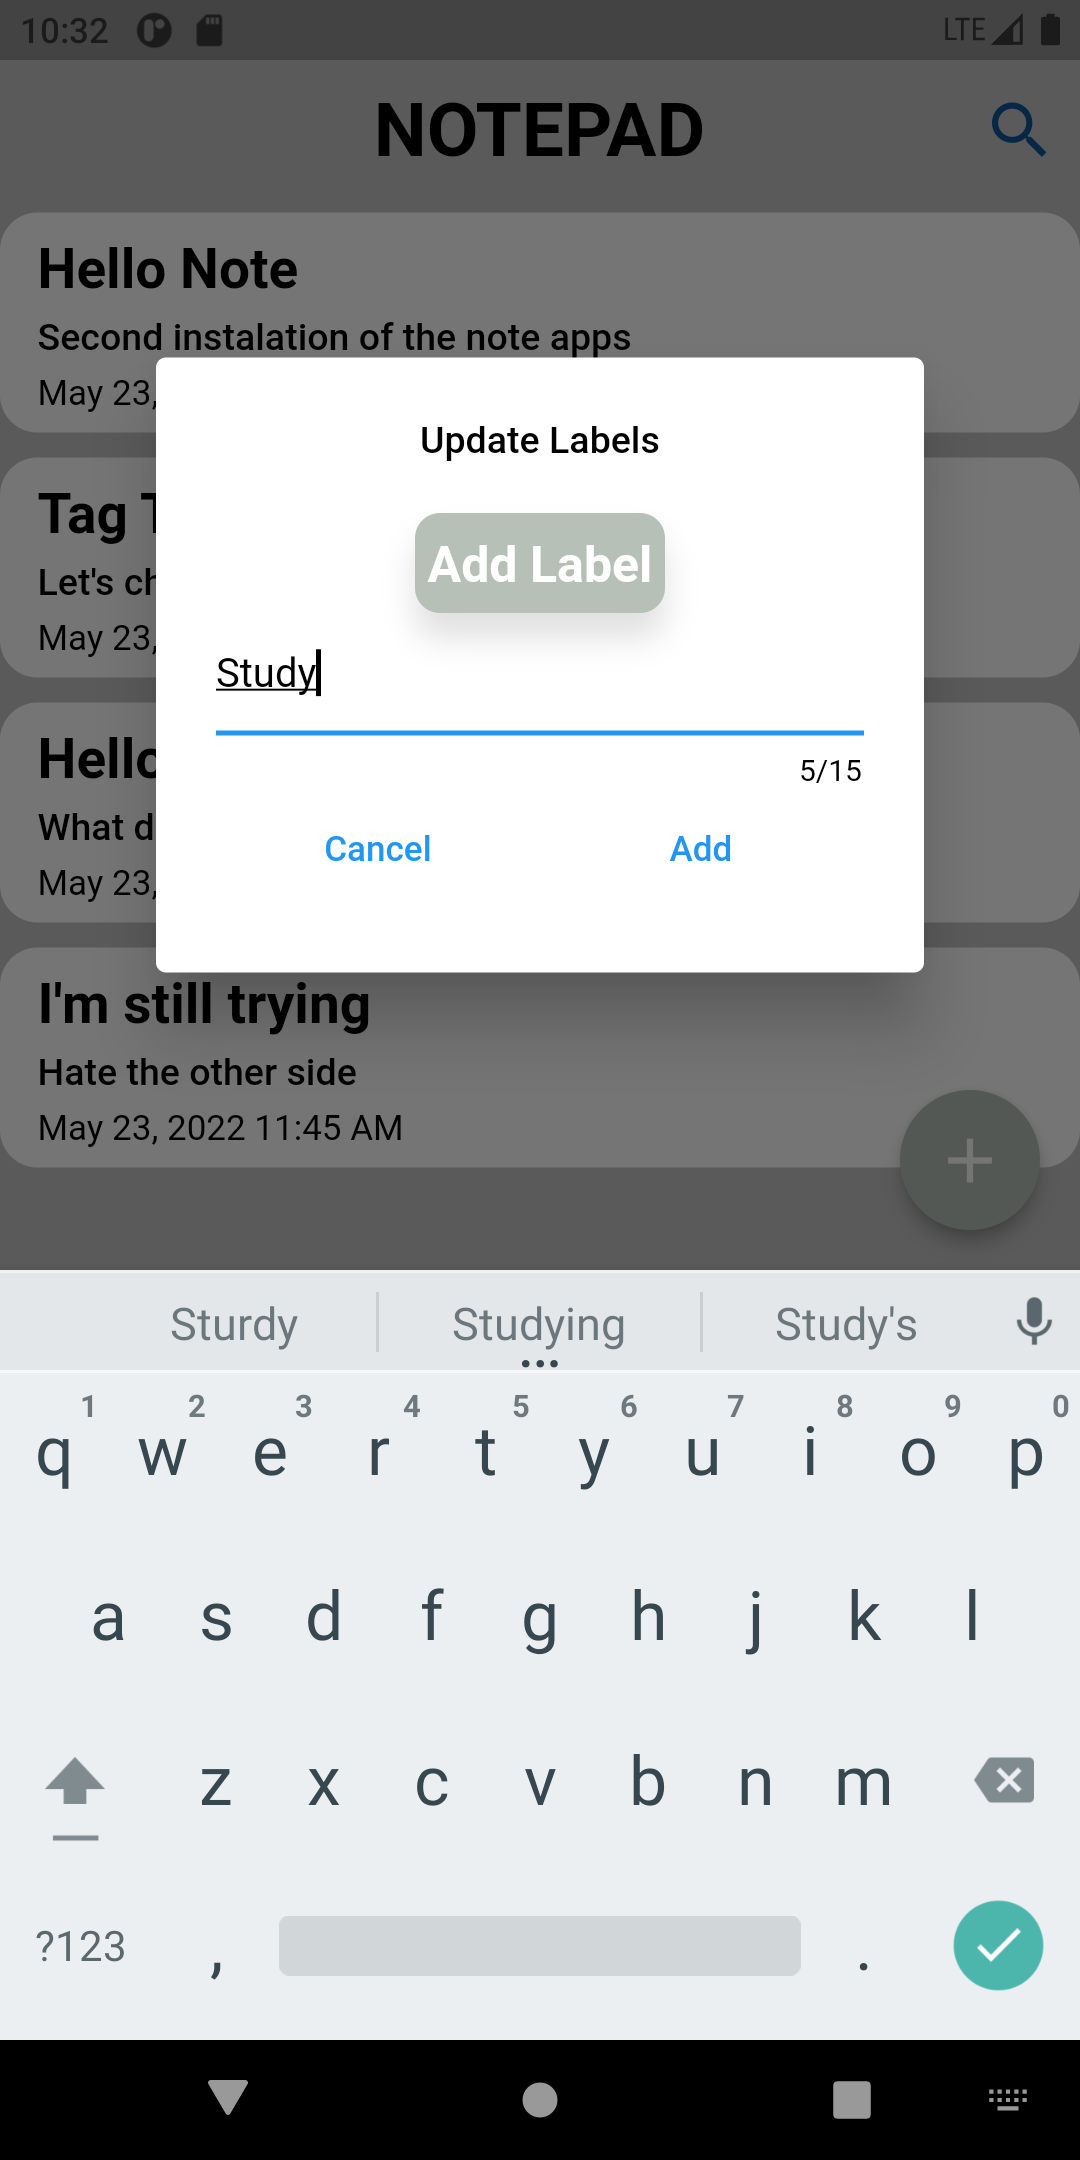 10:32 LTE
NOTEPAD
Hello Note
Second instalation of the note apps
May 23,
Tag
Let's ch
May 23,
Hello
What d
May 23,
Update Labels
Add Label
Study
5/15
Cancel Add
I'm still trying
Hate the other side
May 23, 2022 11:45 AM
+
Sturdy Studying Study's
1 2 3 4 5 6 7 8 9 0
q w e r t y u i o p
a s d f g h j k l
z x c v b n m
?123 , .